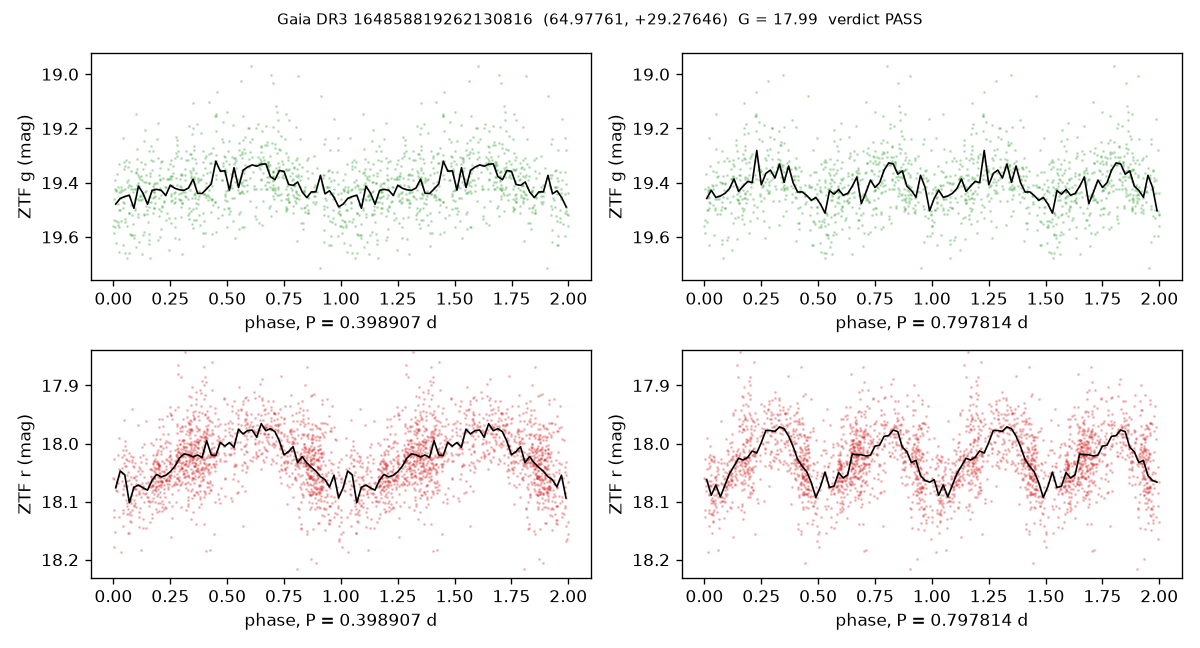 Gaia DR3 164858819262130816 (64.97761, +29.27646) G = 17.99 verdict PASS
ZTF g (mag)
19.0
19.2
19.4
19.6
0.00 0.25 0.50 0.75 1.00 1.25 1.50 1.75 2.00
phase, P = 0.398907 d
ZTF g (mag)
19.0
19.2
19.4
19.6
0.00 0.25 0.50 0.75 1.00 1.25 1.50 1.75 2.00
phase, P = 0.797814 d
ZTF r (mag)
17.9
18.0
18.1
18.2
0.00 0.25 0.50 0.75 1.00 1.25 1.50 1.75 2.00
phase, P = 0.398907 d
ZTF r (mag)
17.9
18.0
18.1
18.2
0.00 0.25 0.50 0.75 1.00 1.25 1.50 1.75 2.00
phase, P = 0.797814 d